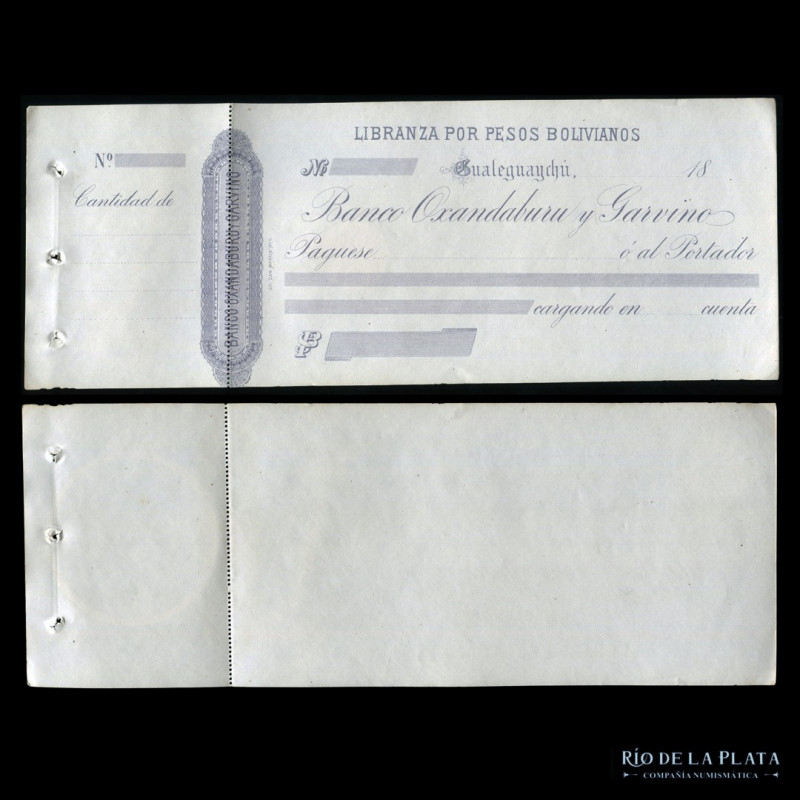 Nº
Cantidad de
BANCO OXANDABURU Y GARVINO
LIBRANZA POR PESOS BOLIVIANOS
Nº Gualeguaychú, 18
Banco Oxandaburu y Garvino
Paguese ó al Portador
cargando en cuenta
RÍO DE LA PLATA
COMPAÑÍA NUMISMÁTICA